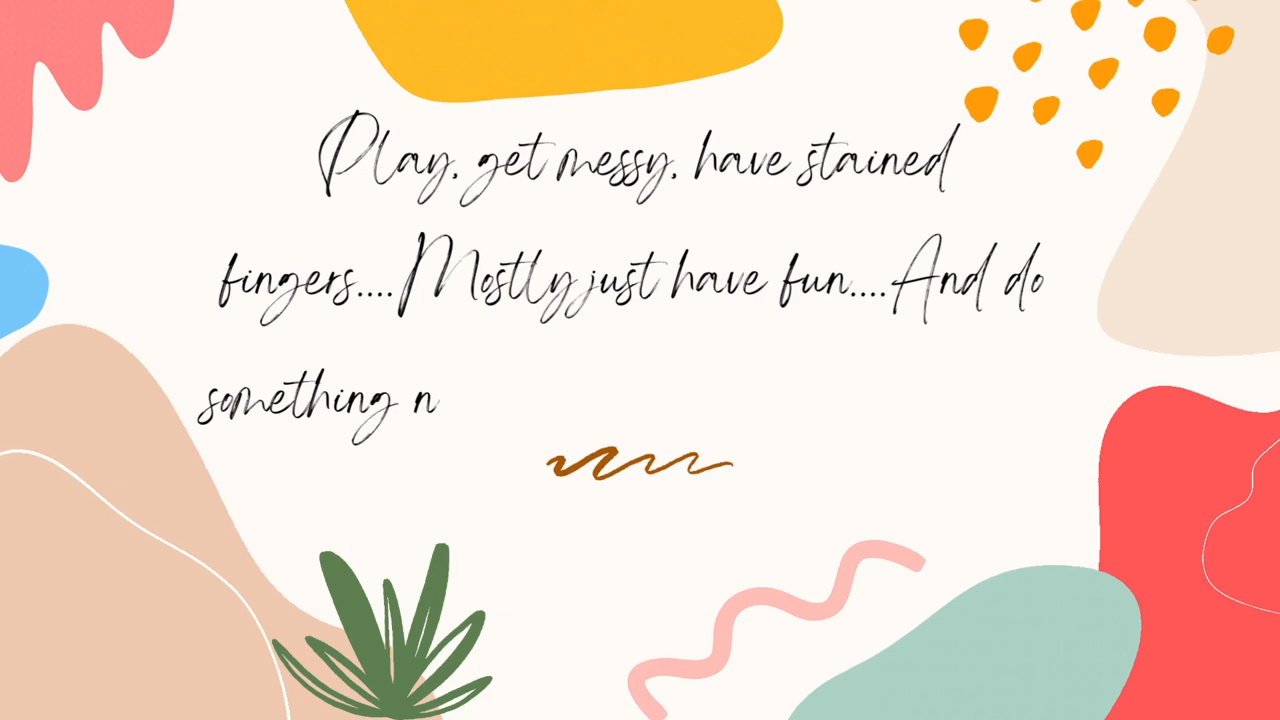 Play, get messy, have stained
fingers....Mostly just have fun....And do
something n